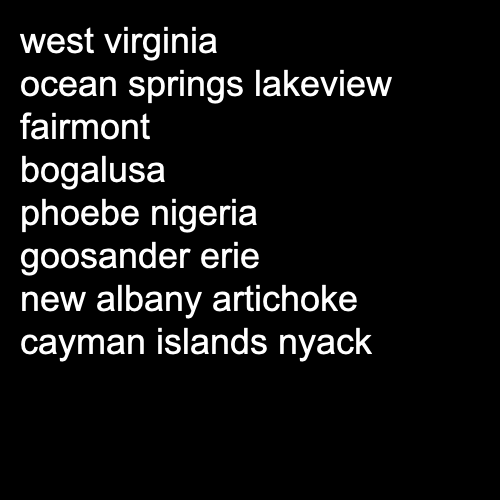 west virginia
ocean springs lakeview
fairmont
bogalusa
phoebe nigeria
goosander erie
new albany artichoke
cayman islands nyack